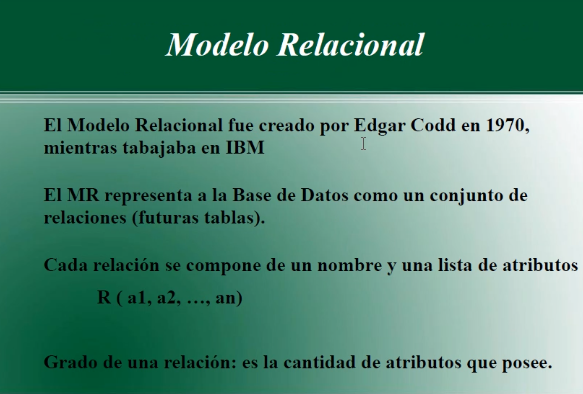 Modelo Relacional
El Modelo Relacional fue creado por Edgar Codd en 1970,
mientras tabajaba en IBM
El MR representa a la Base de Datos como un conjunto de
relaciones (futuras tablas).
Cada relación se compone de un nombre y una lista de atributos
R ( a1, a2, …, an)
Grado de una relación: es la cantidad de atributos que posee.